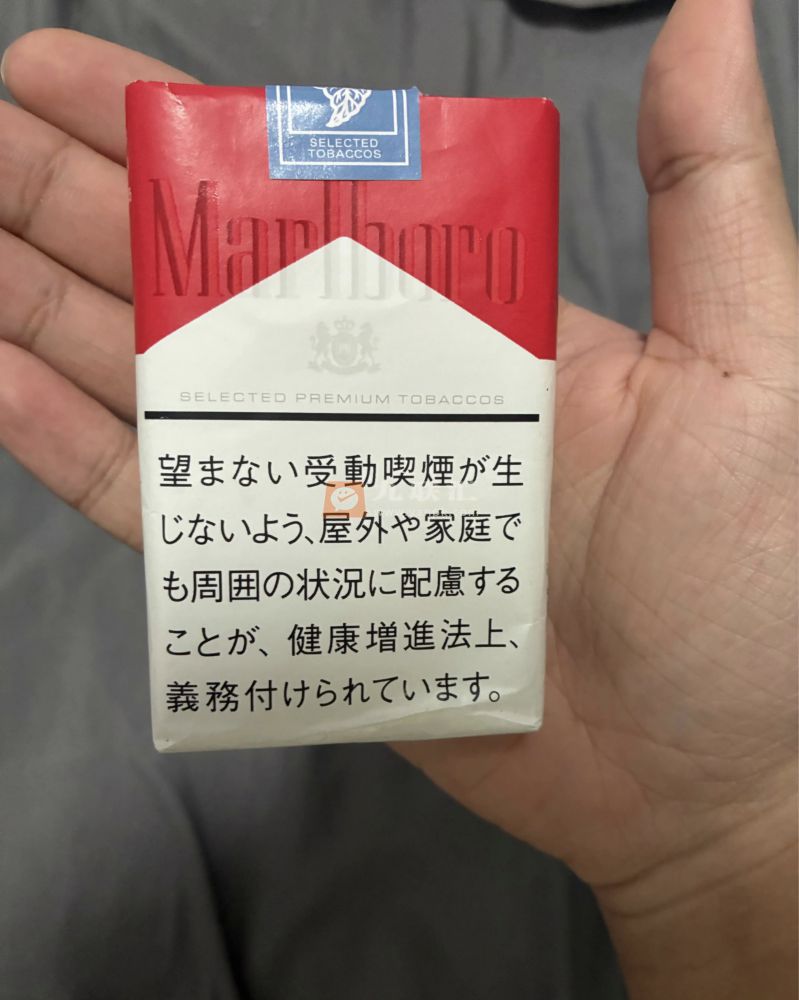 SELECTED
TOBACCOS
Marlboro
SELECTED PREMIUM TOBACCOS
望まない受動喫煙が生
じないよう、屋外や家庭で
も周囲の状況に配慮する
ことが、健康増進法上、
義務付けられています。